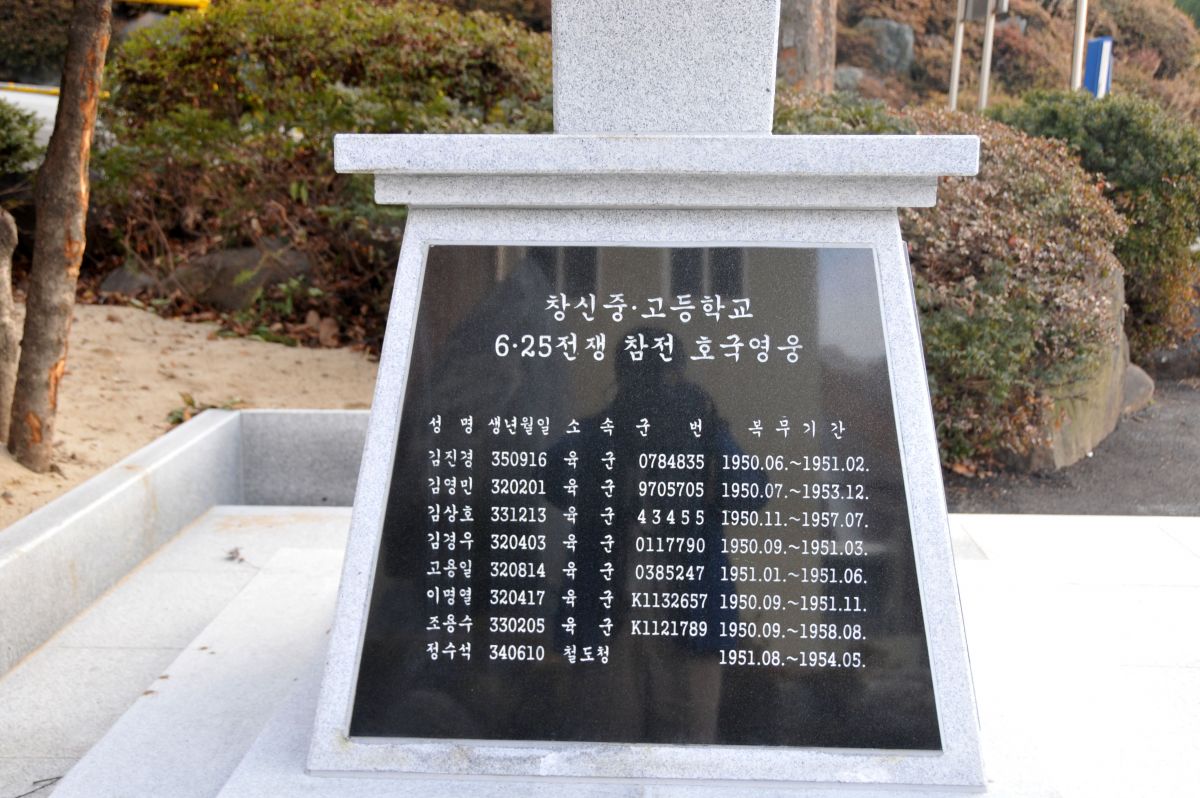 창신중·고등학교
6·25전쟁 참전 호국영웅
성 명 생년월일 소 속 군 번 복무기간
김진경 350916 육 군 0784835 1950.06.~1951.02.
김영민 320201 육 군 9705705 1950.07.~1953.12.
김상호 331213 육 군 43455 1950.11.~1957.07.
김경우 320403 육 군 0117790 1950.09.~1951.03.
고용일 320814 육 군 0385247 1951.01.~1951.06.
이명열 320417 육 군 K1132657 1950.09.~1951.11.
조용수 330205 육 군 K1121789 1950.09.~1958.08.
정수석 340610 철도청 1951.08.~1954.05.